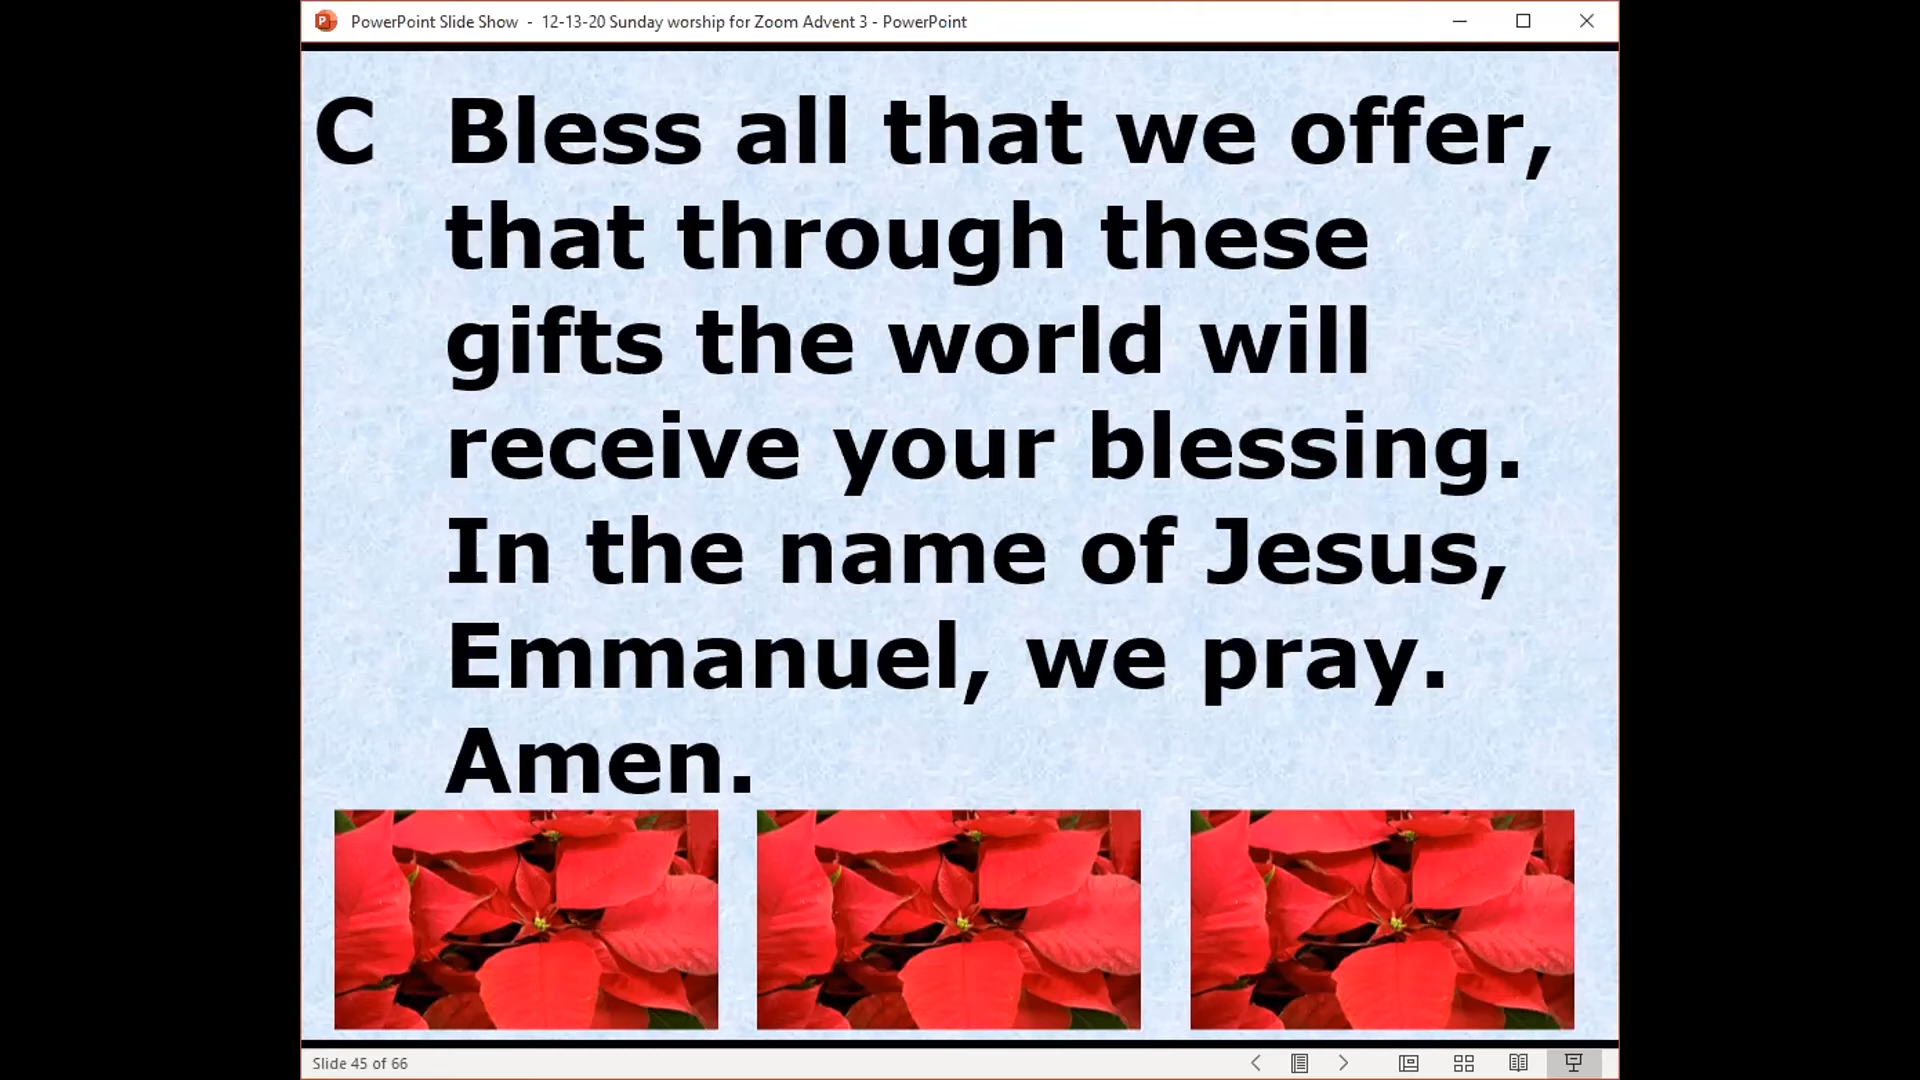 PowerPoint Slide Show - 12-13-20 Sunday worship for Zoom Advent 3 - PowerPoint
C Bless all that we offer,
that through these
gifts the world will
receive your blessing.
In the name of Jesus,
Emmanuel, we pray.
Amen.
Slide 45 of 66